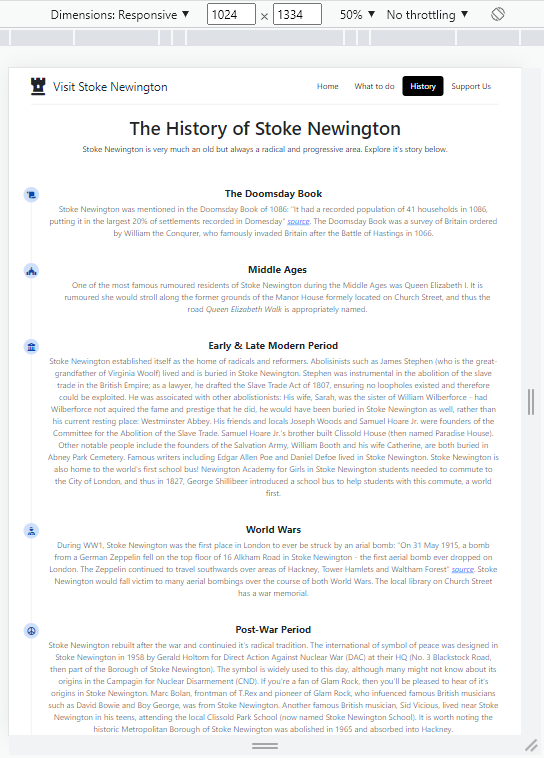 Dimensions: Responsive ▼ 1024 × 1334 50% ▼ No throttling ▼
Visit Stoke Newington Home What to do History Support Us
The History of Stoke Newington
Stoke Newington is very much an old but always a radical and progressive area. Explore it's story below.
The Doomsday Book
Stoke Newington was mentioned in the Doomsday Book of 1086: "It had a recorded population of 41 households in 1086,
putting it in the largest 20% of settlements recorded in Domesday" source. The Doomsday Book was a survey of Britain ordered
by William the Conqurer, who famously invaded Britain after the Battle of Hastings in 1066.
Middle Ages
One of the most famous rumoured residents of Stoke Newington during the Middle Ages was Queen Elizabeth I. It is
rumoured she would stroll along the former grounds of the Manor House formely located on Church Street, and thus the
road Queen Elizabeth Walk is appropriately named.
Early & Late Modern Period
Stoke Newington established itself as the home of radicals and reformers. Abolisinists such as James Stephen (who is the great-
grandfather of Virginia Woolf) lived and is buried in Stoke Newington. Stephen was instrumental in the abolition of the slave
trade in the British Empire; as a lawyer, he drafted the Slave Trade Act of 1807, ensuring no loopholes existed and therefore
could be exploited. He was assoicated with other abolitionists: His wife, Sarah, was the sister of William Wilberforce - had
Wilberforce not aquired the fame and prestige that he did, he would have been buried in Stoke Newington as well, rather than
his current resting place: Westminster Abbey. His friends and locals Joseph Woods and Samuel Hoare Jr. were founders of the
Committee for the Abolition of the Slave Trade. Samuel Hoare Jr.'s brother built Clissold House (then named Paradise House).
Other notable people include the founders of the Salvation Army, William Booth and his wife Catherine, are both buried in
Abney Park Cemetery. Famous writers including Edgar Allen Poe and Daniel Defoe lived in Stoke Newington. Stoke Newington is
also home to the world's first school bus! Newington Academy for Girls in Stoke Newington students needed to commute to
the City of London, and thus in 1827, George Shillibeer introduced a school bus to help students with this commute, a world
first.
World Wars
During WW1, Stoke Newington was the first place in London to ever be struck by an arial bomb: "On 31 May 1915, a bomb
from a German Zeppelin fell on the top floor of 16 Alkham Road in Stoke Newington - the first aerial bomb ever dropped on
London. The Zeppelin continued to travel southwards over areas of Hackney, Tower Hamlets and Waltham Forest" source. Stoke
Newington would fall victim to many aerial bombings over the course of both World Wars. The local library on Church Street
has a war memorial.
Post-War Period
Stoke Newington rebuilt after the war and continuied it's radical tradition. The international of symbol of peace was designed in
Stoke Newington in 1958 by Gerald Holtom for Direct Action Against Nuclear War (DAC) at their HQ (No. 3 Blackstock Road,
then part of the Borough of Stoke Newington). The symbol is widely used to this day, although many might not know about its
origins in the Campagin for Nuclear Disarmement (CND). If you're a fan of Glam Rock, then you'll be pleased to hear of it's
origins in Stoke Newington. Marc Bolan, frontman of T.Rex and pioneer of Glam Rock, who infuenced famous British musicians
such as David Bowie and Boy George, was from Stoke Newington. Another famous British musician, Sid Vicious, lived near Stoke
Newington in his teens, attending the local Clissold Park School (now named Stoke Newington School). It is worth noting the
historic Metropolitan Borough of Stoke Newington was abolished in 1965 and absorbed into Hackney.